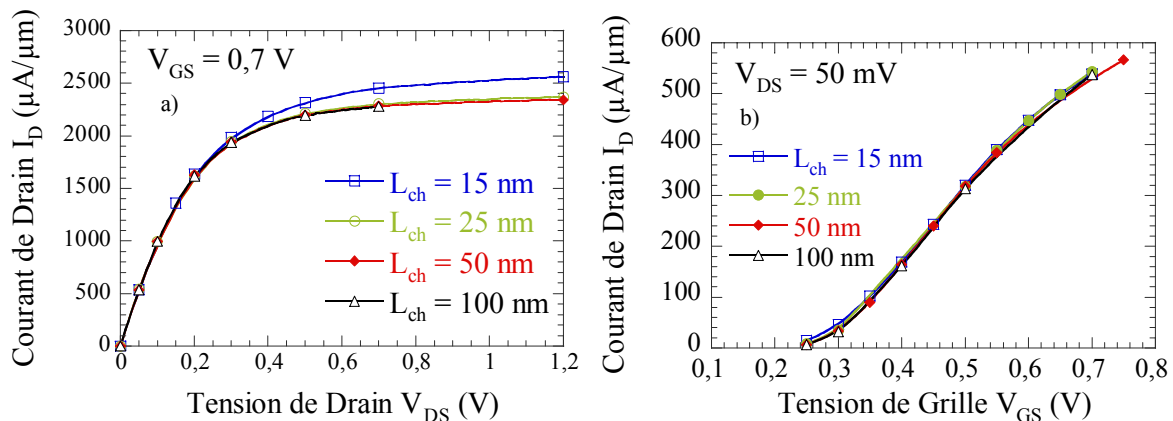 3000
2500
2000
1500
1000
500
0
Courant de Drain I_D (µA/µm)
V_GS = 0,7 V
a)
L_ch = 15 nm
L_ch = 25 nm
L_ch = 50 nm
L_ch = 100 nm
0 0,2 0,4 0,6 0,8 1 1,2
Tension de Drain V_DS (V)
600
500
400
300
200
100
0
Courant de Drain I_D (µA/µm)
V_DS = 50 mV
b)
L_ch = 15 nm
25 nm
50 nm
100 nm
0,1 0,2 0,3 0,4 0,5 0,6 0,7 0,8
Tension de Grille V_GS (V)